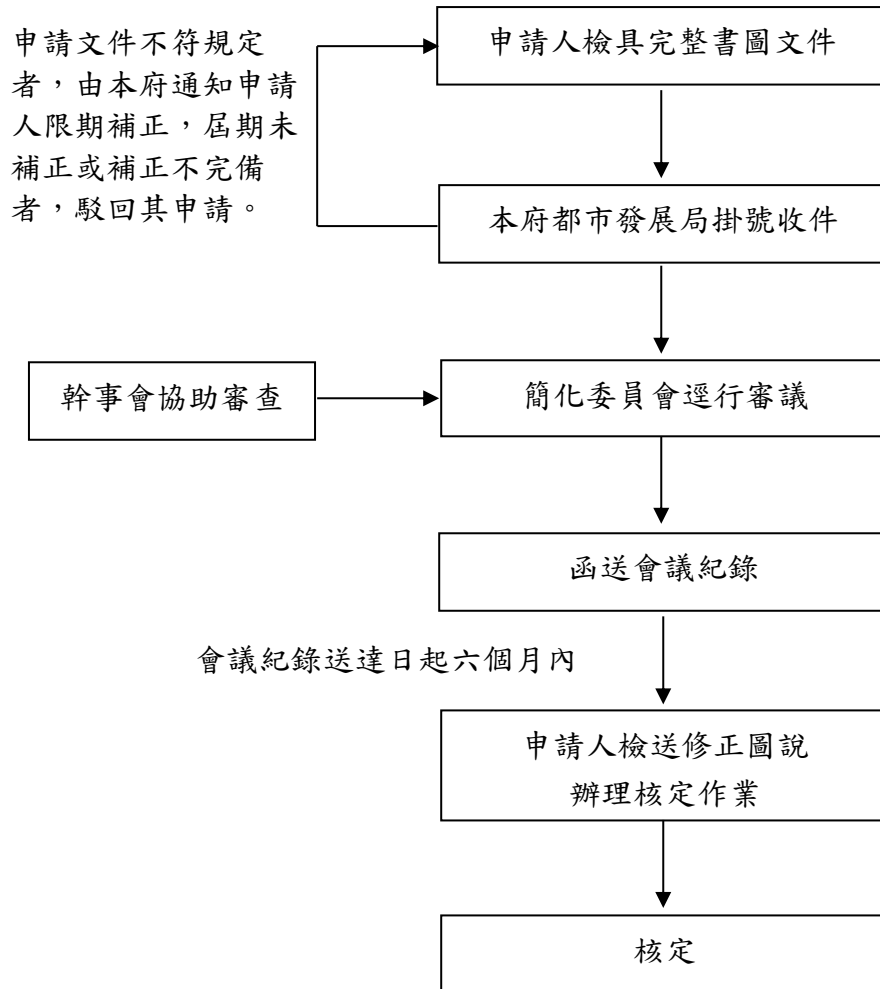 申請文件不符規定
者，由本府通知申請
人限期補正，屆期未
補正或補正不完備
者，駁回其申請。
申請人檢具完整書圖文件
本府都市發展局掛號收件
幹事會協助審查
簡化委員會逕行審議
函送會議紀錄
會議紀錄送達日起六個月內
申請人檢送修正圖說
辦理核定作業
核定